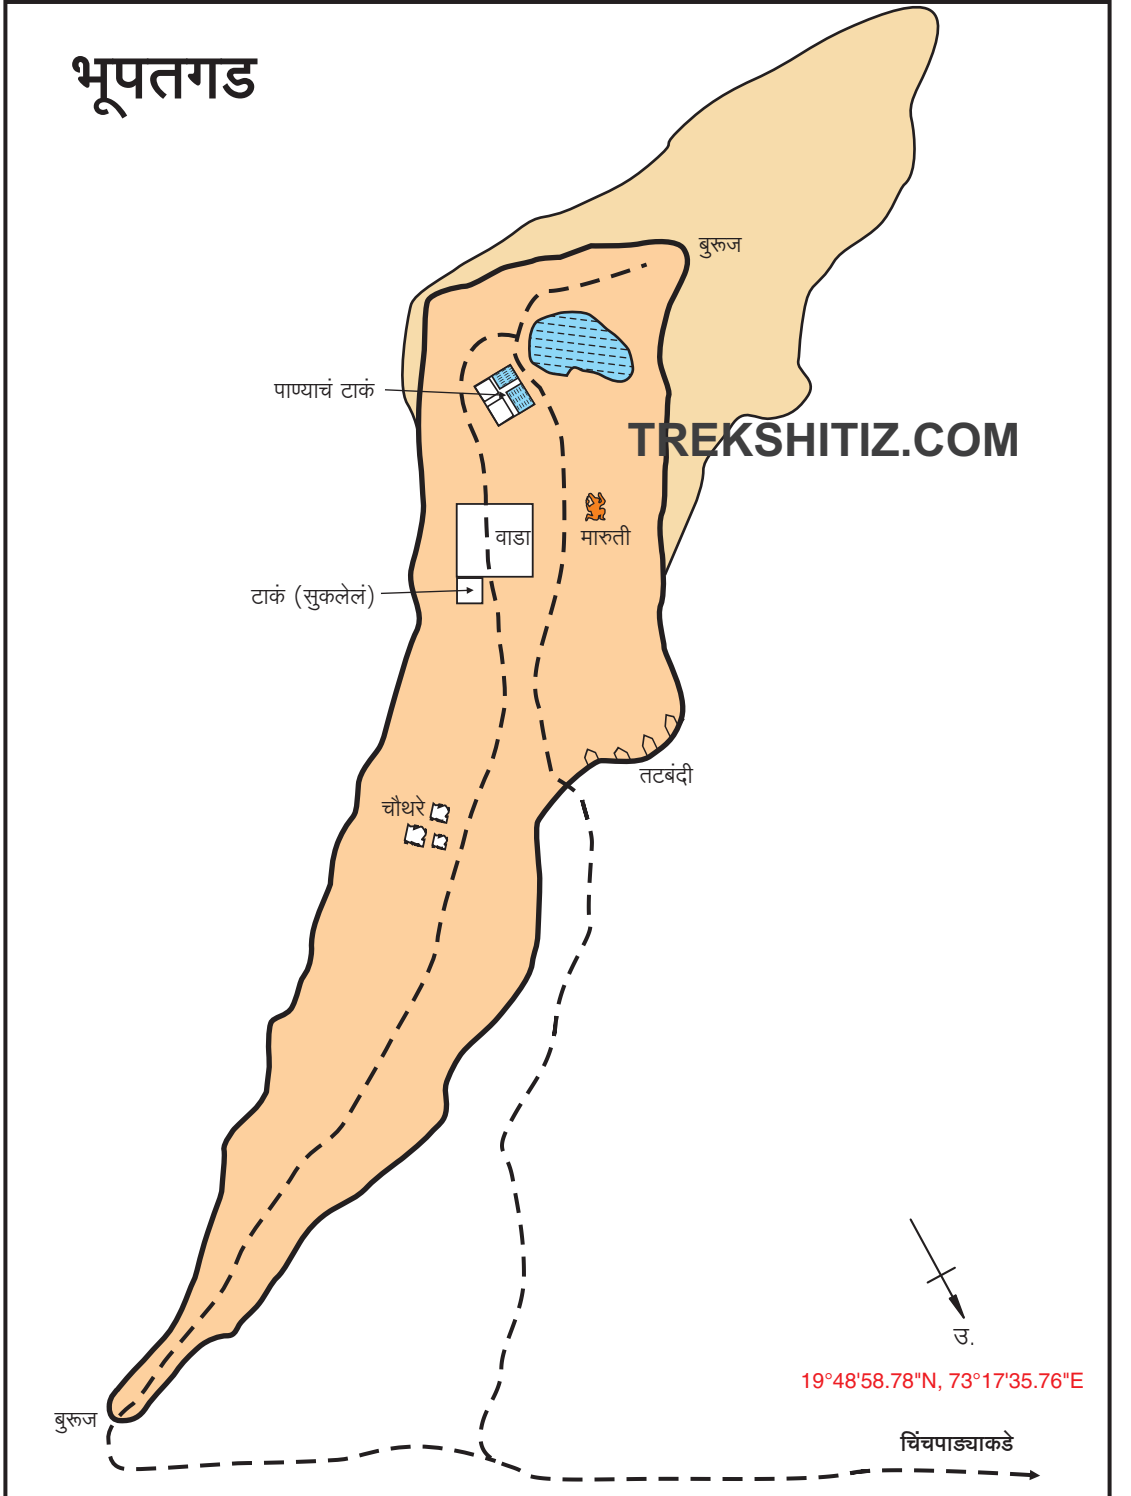 भूपतगड
बुरूज
पाण्याचं टाकं
TREKSHITIZ.COM
वाडा
मारुती
टाकं (सुकलेलं)
तटबंदी
चौथरे
उ.
19°48'58.78"N, 73°17'35.76"E
बुरूज
चिंचपाड्याकडे